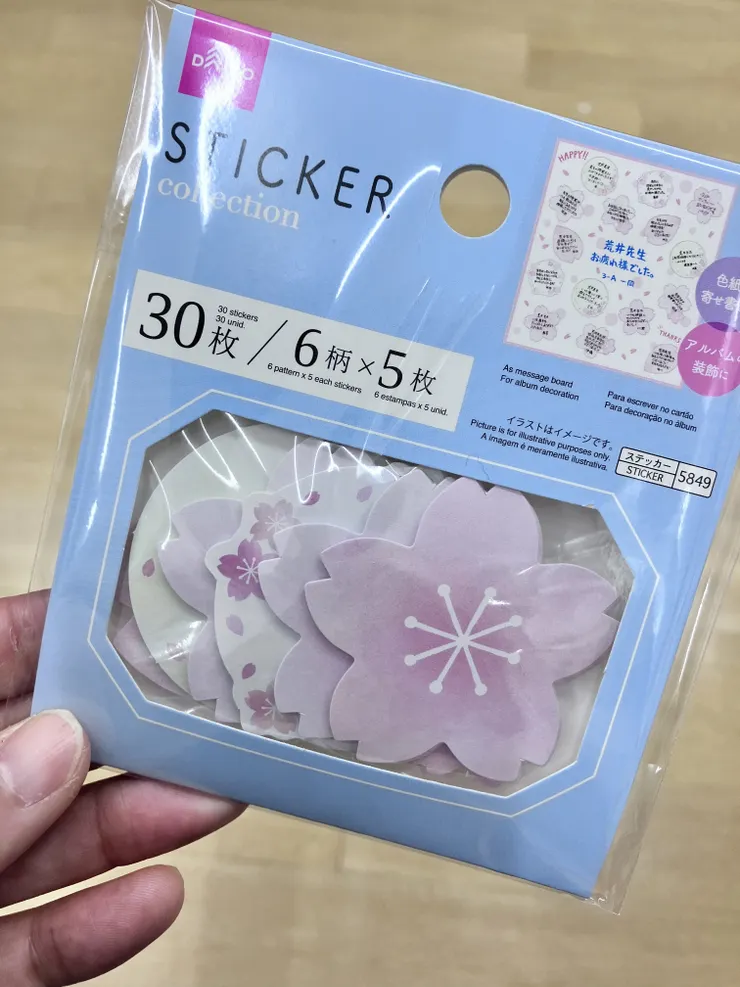 DAISO
STICKER
collection
30枚／6柄×5枚
30 stickers
30 unid.
6 pattern x 5 each stickers
6 estampas x 5 unid.
HAPPY!!
荒井先生
お疲れ様でした。
3-A 一同
THANKS
色紙
寄せ書
アルバムの
装飾に
As message board
For album decoration
Para escrever no cartão
Para decoração no álbum
イラストはイメージです。
Picture is for illustrative purposes only.
A imagem é meramente ilustrativa.
ステッカー
STICKER
5849